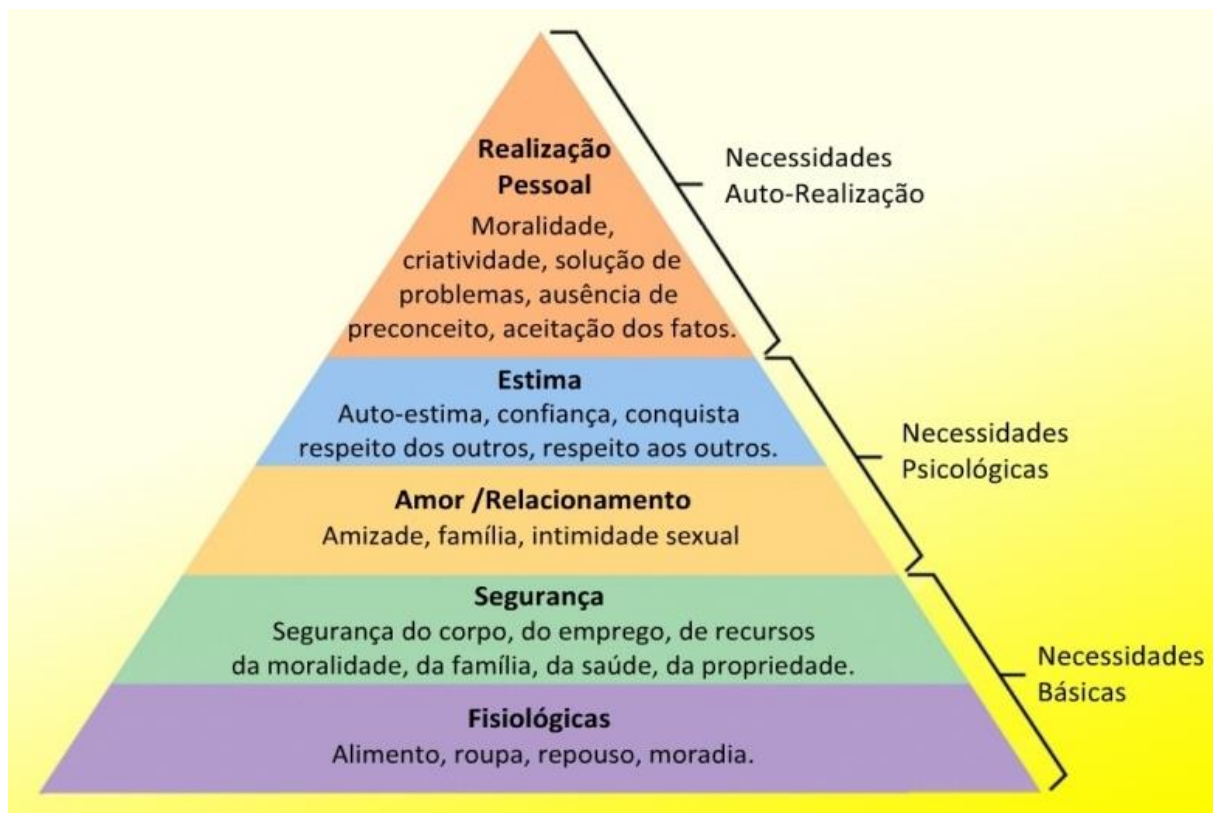 Realização
Pessoal
Moralidade,
criatividade, solução de
problemas, ausência de
preconceito, aceitação dos fatos.
Necessidades
Auto-Realização
Estima
Auto-estima, confiança, conquista
respeito dos outros, respeito aos outros.
Necessidades
Psicológicas
Amor /Relacionamento
Amizade, família, intimidade sexual
Segurança
Segurança do corpo, do emprego, de recursos
da moralidade, da família, da saúde, da propriedade.
Necessidades
Básicas
Fisiológicas
Alimento, roupa, repouso, moradia.